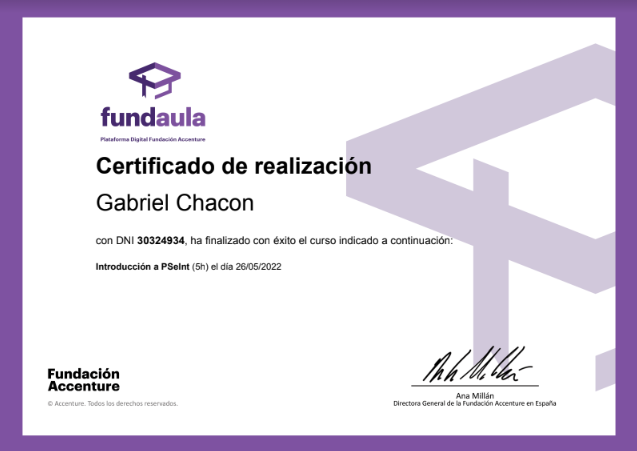 fundaula
Plataforma Digital Fundación Accenture
Certificado de realización
Gabriel Chacon
con DNI 30324934, ha finalizado con éxito el curso indicado a continuación:
Introducción a PSeInt (5h) el día 26/05/2022
Fundación
Accenture
© Accenture. Todos los derechos reservados.
Ana Millán
Directora General de la Fundación Accenture en España